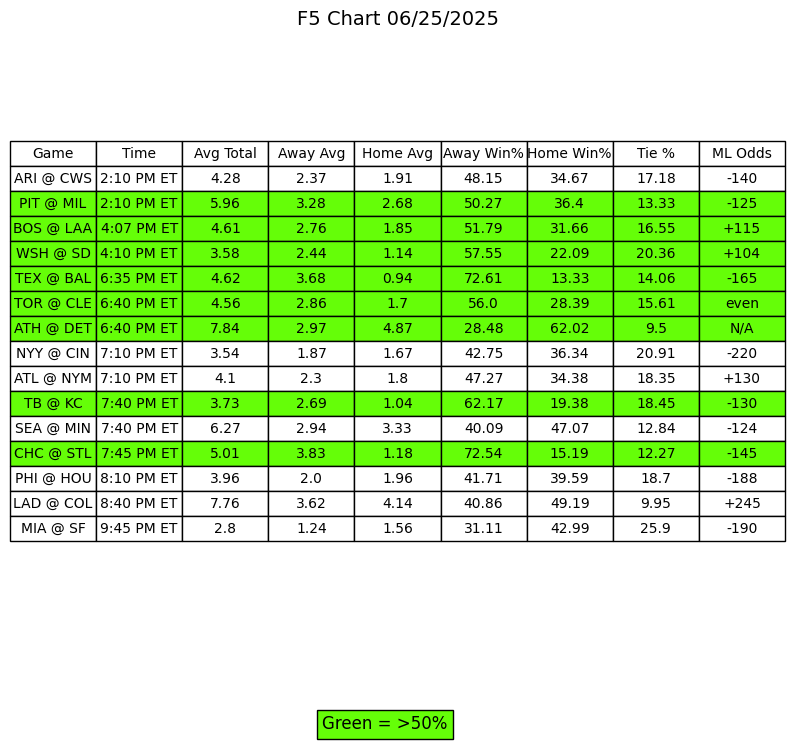 F5 Chart 06/25/2025
Game Time Avg Total Away Avg Home Avg Away Win% Home Win% Tie % ML Odds
ARI @ CWS 2:10 PM ET 4.28 2.37 1.91 48.15 34.67 17.18 -140
PIT @ MIL 2:10 PM ET 5.96 3.28 2.68 50.27 36.4 13.33 -125
BOS @ LAA 4:07 PM ET 4.61 2.76 1.85 51.79 31.66 16.55 +115
WSH @ SD 4:10 PM ET 3.58 2.44 1.14 57.55 22.09 20.36 +104
TEX @ BAL 6:35 PM ET 4.62 3.68 0.94 72.61 13.33 14.06 -165
TOR @ CLE 6:40 PM ET 4.56 2.86 1.7 56.0 28.39 15.61 even
ATH @ DET 6:40 PM ET 7.84 2.97 4.87 28.48 62.02 9.5 N/A
NYY @ CIN 7:10 PM ET 3.54 1.87 1.67 42.75 36.34 20.91 -220
ATL @ NYM 7:10 PM ET 4.1 2.3 1.8 47.27 34.38 18.35 +130
TB @ KC 7:40 PM ET 3.73 2.69 1.04 62.17 19.38 18.45 -130
SEA @ MIN 7:40 PM ET 6.27 2.94 3.33 40.09 47.07 12.84 -124
CHC @ STL 7:45 PM ET 5.01 3.83 1.18 72.54 15.19 12.27 -145
PHI @ HOU 8:10 PM ET 3.96 2.0 1.96 41.71 39.59 18.7 -188
LAD @ COL 8:40 PM ET 7.76 3.62 4.14 40.86 49.19 9.95 +245
MIA @ SF 9:45 PM ET 2.8 1.24 1.56 31.11 42.99 25.9 -190
Green = >50%